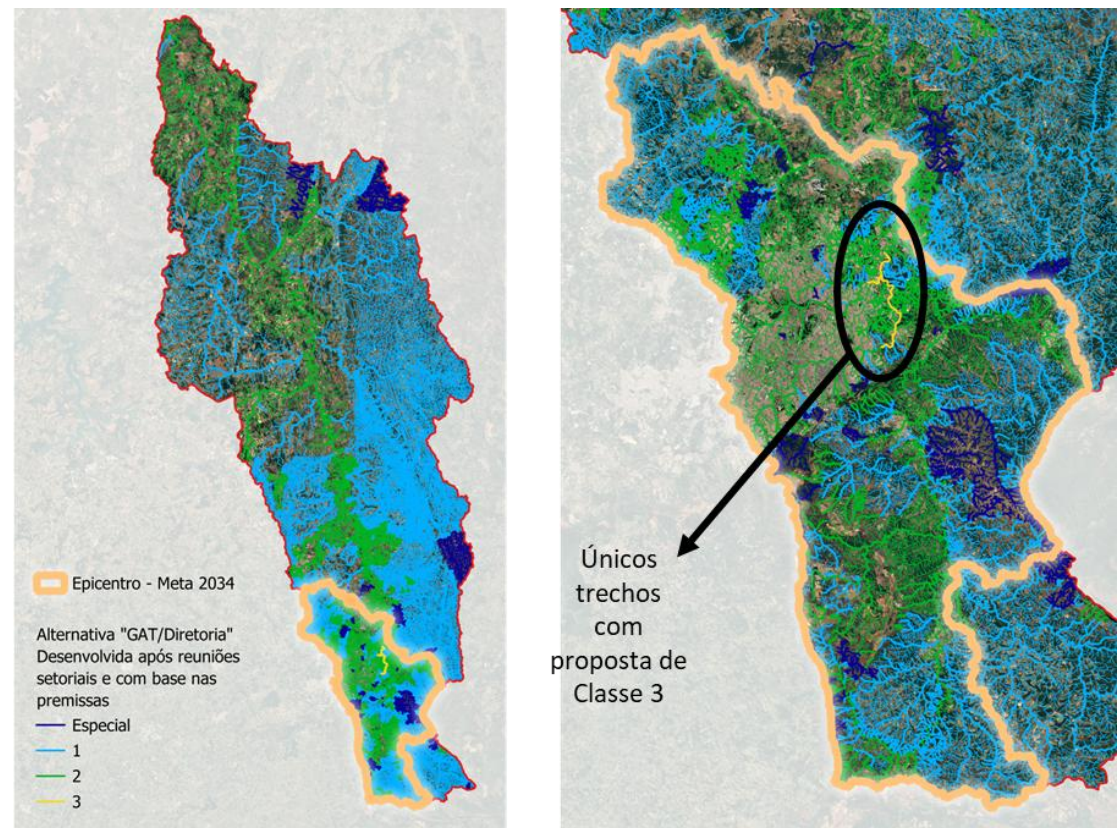 Epicentro - Meta 2034
Alternativa "GAT/Diretoria"
Desenvolvida após reuniões
setoriais e com base nas
premissas
Especial
1
2
3
Únicos
trechos
com
proposta de
Classe 3